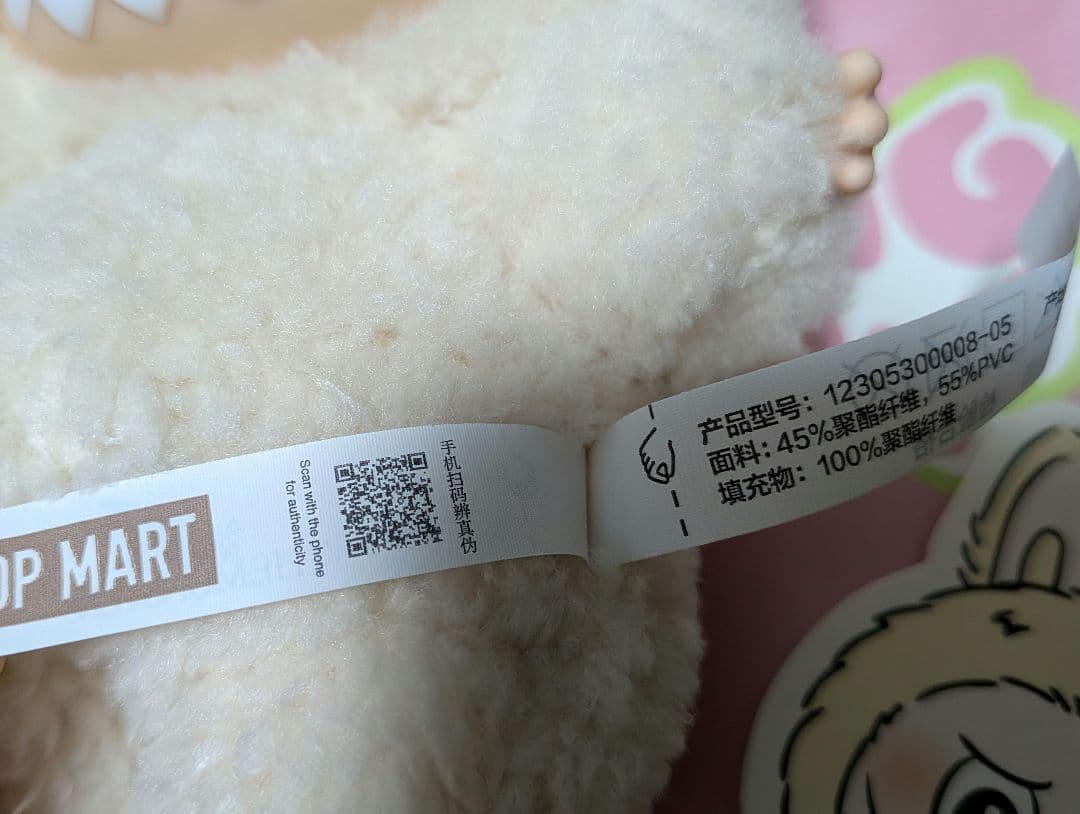 OP MART
Scan with the phone
for authenticity
手机扫码辨真伪
产品型号：12305300008-05
面料：45%聚酯纤维，55%PVC
填充物：100%聚酯纤维